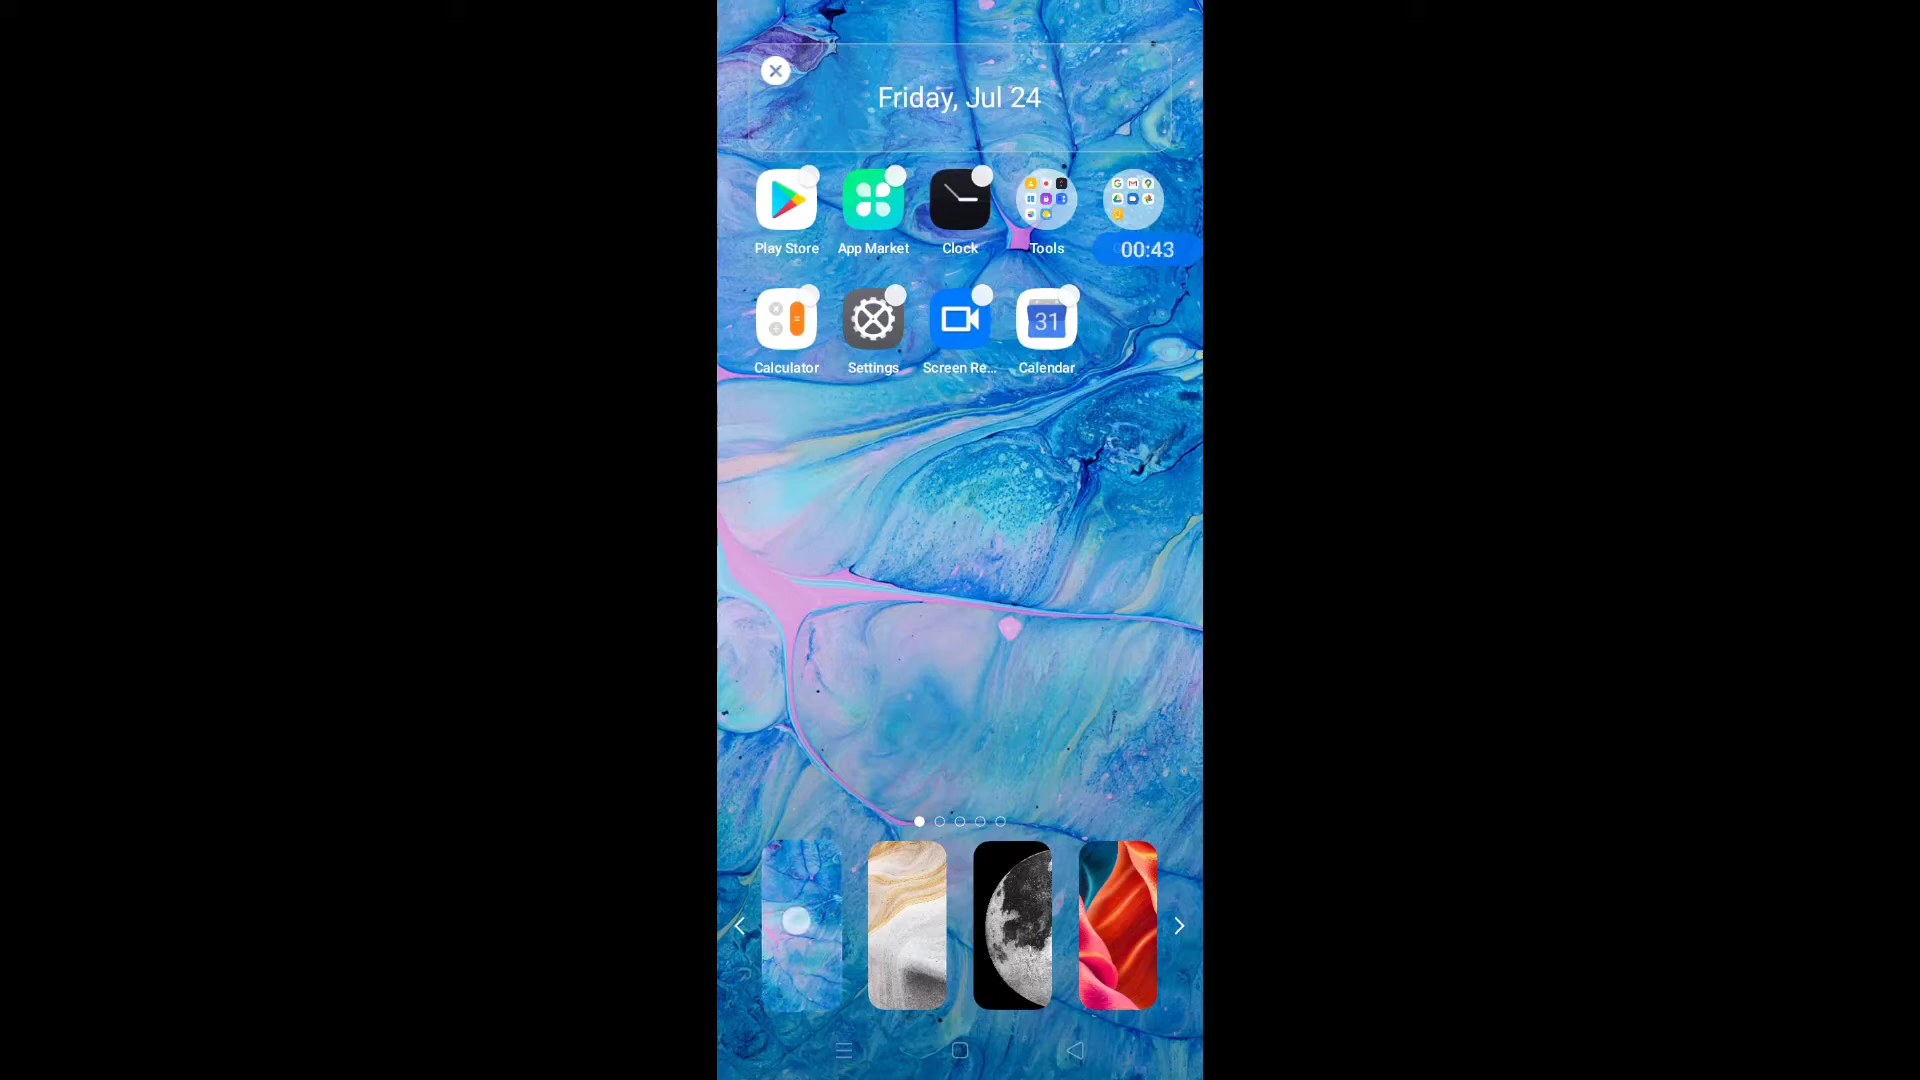 Friday, Jul 24
Play Store
App Market
Clock
Tools
00:43
Calculator
Settings
Screen Re...
31
Calendar